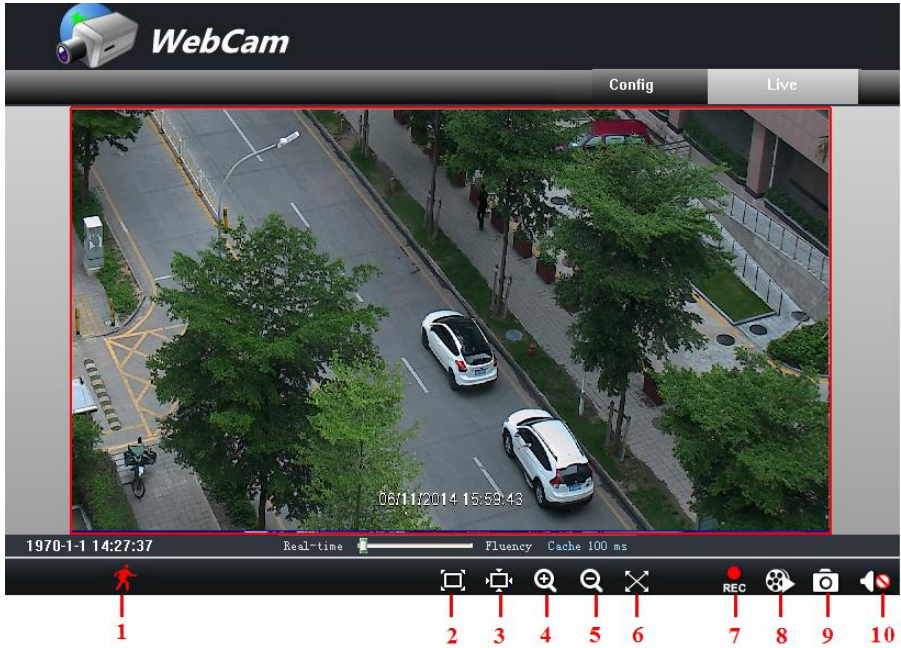 WebCam
Config Live
06/11/2014 15:59:43
1970-1-1 14:27:37 Real-time Fluency Cache 100 ms
REC
1 2 3 4 5 6 7 8 9 10